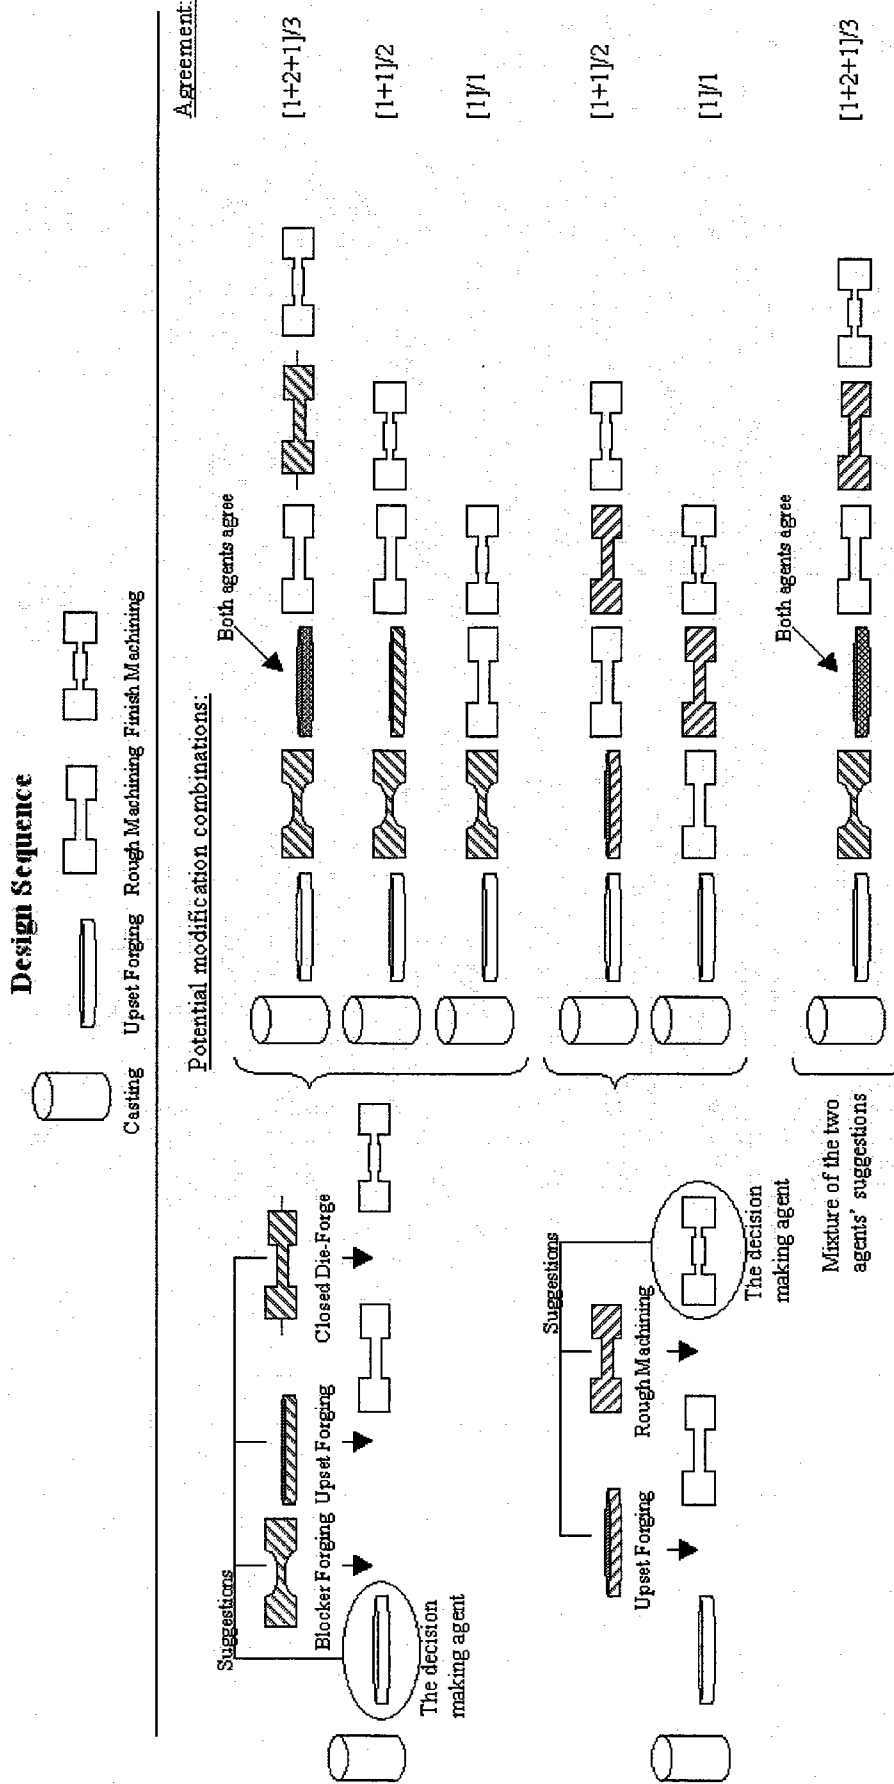 Design Sequence
Casting
Upset Forging
Rough Machining
Finish Machining
Suggestions
Blocker Forging
Upset Forging
Closed Die-Forge
The decision
making agent
Suggestions
Upset Forging
Rough Machining
The decision
making agent
Mixture of the two
agents' suggestions
Potential modification combinations:
Both agents agree
Both agents agree
Agreement:
[1+2+1]/3
[1+1]/2
[1]/1
[1+1]/2
[1]/1
[1+2+1]/3